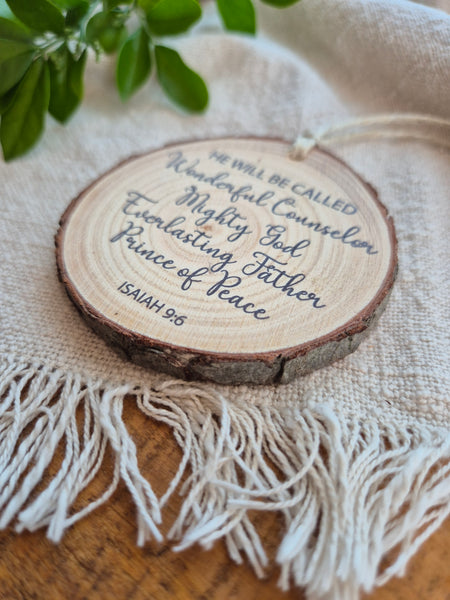 HE WILL BE CALLED
Wonderful Counselor
Mighty God
Everlasting Father
Prince of Peace
ISAIAH 9:6